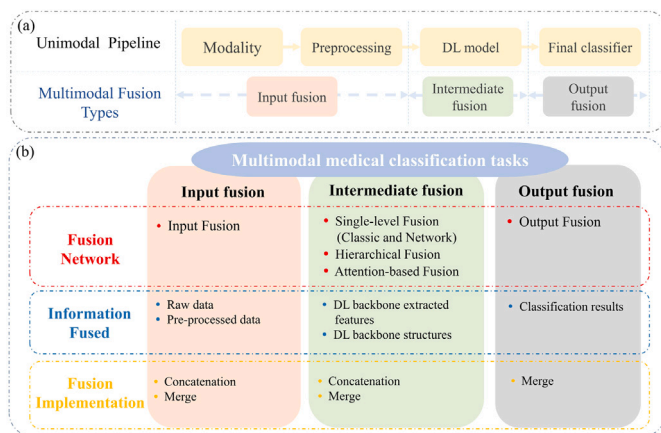 (a)
Unimodal Pipeline
Modality
Preprocessing
DL model
Final classifier
Multimodal Fusion
Types
Input fusion
Intermediate
fusion
Output
fusion
(b)
Multimodal medical classification tasks
Input fusion
Intermediate fusion
Output fusion
Fusion
Network
• Input Fusion
• Single-level Fusion
(Classic and Network)
• Hierarchical Fusion
• Attention-based Fusion
• Output Fusion
Information
Fused
• Raw data
• Pre-processed data
• DL backbone extracted
features
• DL backbone structures
• Classification results
Fusion
Implementation
• Concatenation
• Merge
• Concatenation
• Merge
• Merge